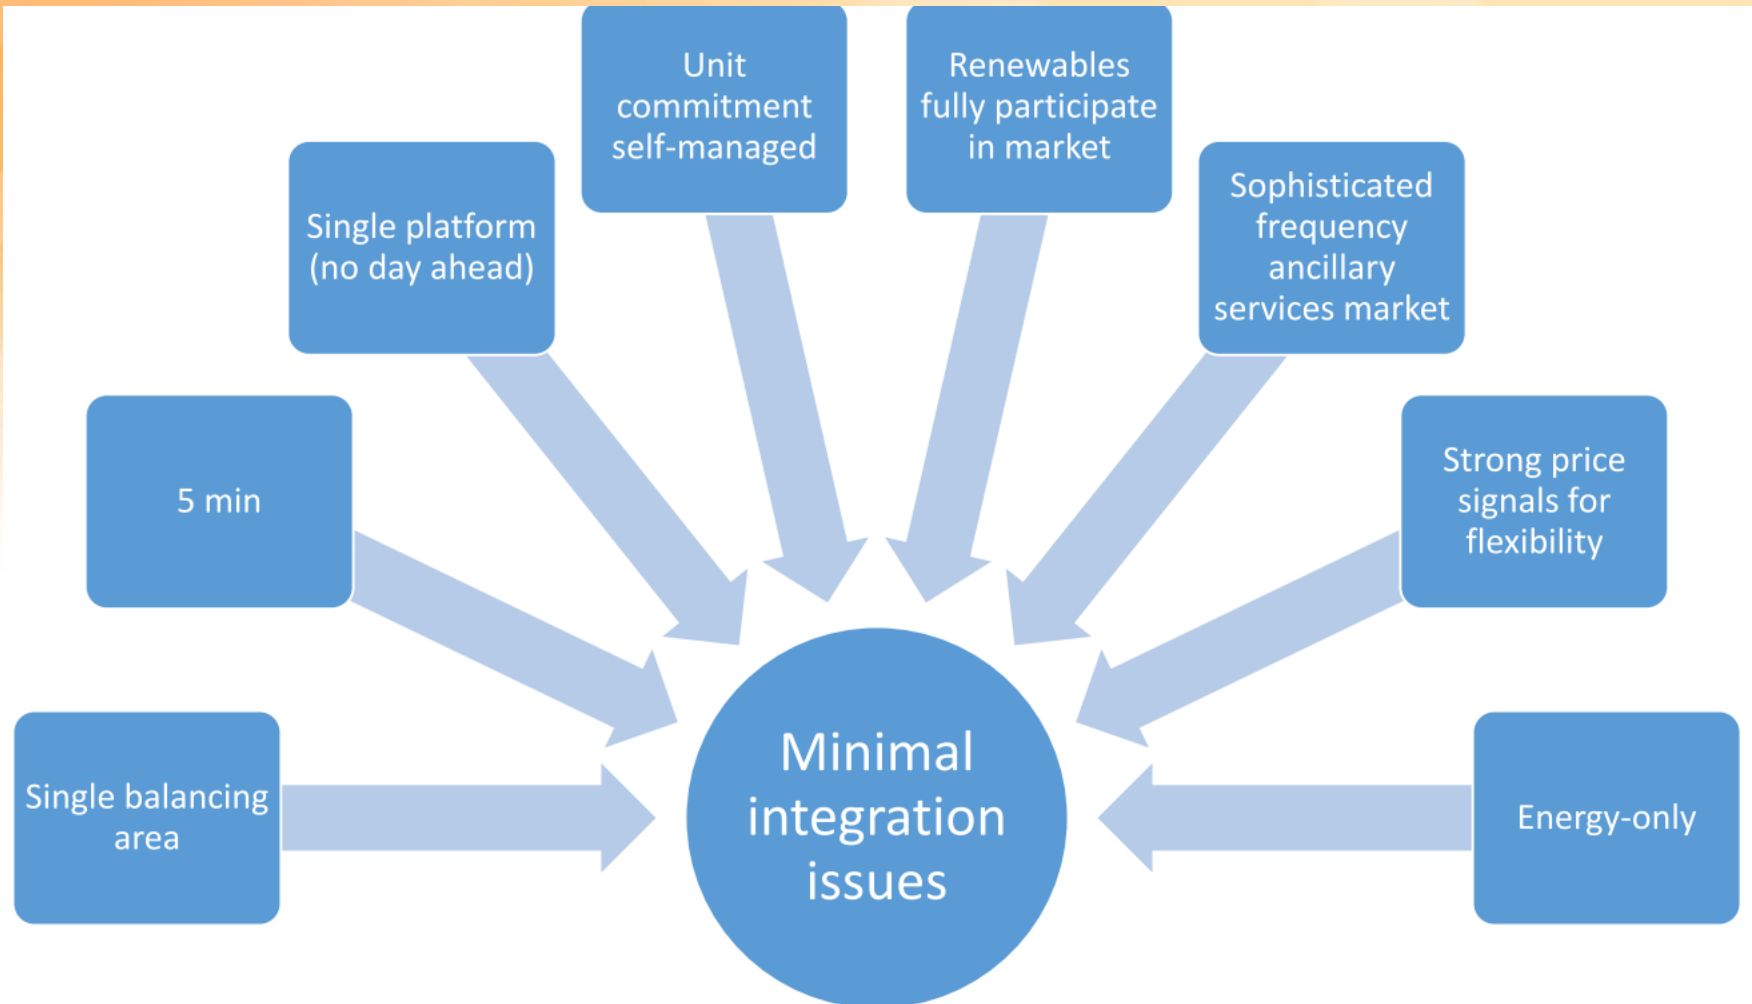 Unit
commitment
self-managed
Renewables
fully participate
in market
Single platform
(no day ahead)
Sophisticated
frequency
ancillary
services market
5 min
Strong price
signals for
flexibility
Single balancing
area
Minimal
integration
issues
Energy-only